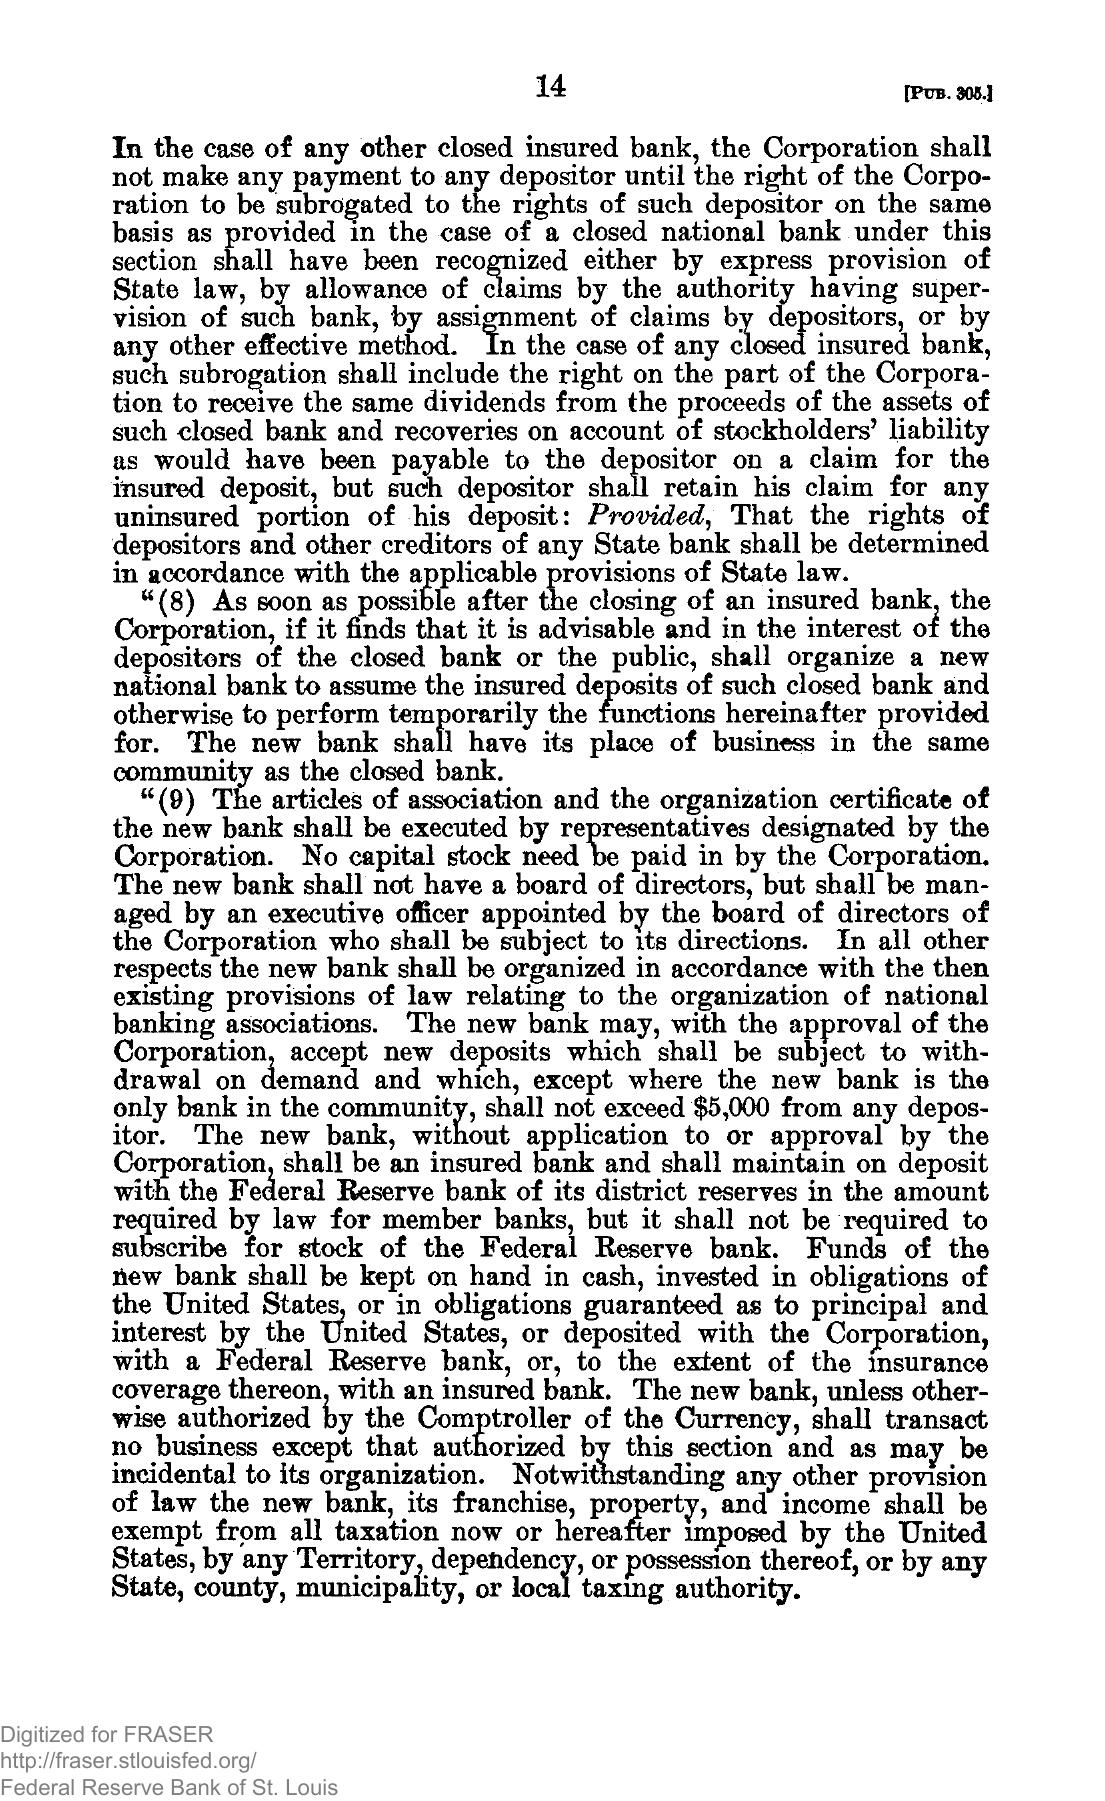 14
[PUB. 305.]
In the case of any other closed insured bank, the Corporation shall
not make any payment to any depositor until the right of the Corpo-
ration to be subrogated to the rights of such depositor on the same
basis as provided in the case of a closed national bank under this
section shall have been recognized either by express provision of
State law, by allowance of claims by the authority having super-
vision of such bank, by assignment of claims by depositors, or by
any other effective method. In the case of any closed insured bank,
such subrogation shall include the right on the part of the Corpora-
tion to receive the same dividends from the proceeds of the assets of
such closed bank and recoveries on account of stockholders' liability
as would have been payable to the depositor on a claim for the
insured deposit, but such depositor shall retain his claim for any
uninsured portion of his deposit: Provided, That the rights of
depositors and other creditors of any State bank shall be determined
in accordance with the applicable provisions of State law.
"(8) As soon as possible after the closing of an insured bank, the
Corporation, if it finds that it is advisable and in the interest of the
depositors of the closed bank or the public, shall organize a new
national bank to assume the insured deposits of such closed bank and
otherwise to perform temporarily the functions hereinafter provided
for. The new bank shall have its place of business in the same
community as the closed bank.
"(9) The articles of association and the organization certificate of
the new bank shall be executed by representatives designated by the
Corporation. No capital stock need be paid in by the Corporation.
The new bank shall not have a board of directors, but shall be man-
aged by an executive officer appointed by the board of directors of
the Corporation who shall be subject to its directions. In all other
respects the new bank shall be organized in accordance with the then
existing provisions of law relating to the organization of national
banking associations. The new bank may, with the approval of the
Corporation, accept new deposits which shall be subject to with-
drawal on demand and which, except where the new bank is the
only bank in the community, shall not exceed $5,000 from any depos-
itor. The new bank, without application to or approval by the
Corporation, shall be an insured bank and shall maintain on deposit
with the Federal Reserve bank of its district reserves in the amount
required by law for member banks, but it shall not be required to
subscribe for stock of the Federal Reserve bank. Funds of the
new bank shall be kept on hand in cash, invested in obligations of
the United States, or in obligations guaranteed as to principal and
interest by the United States, or deposited with the Corporation,
with a Federal Reserve bank, or, to the extent of the insurance
coverage thereon, with an insured bank. The new bank, unless other-
wise authorized by the Comptroller of the Currency, shall transact
no business except that authorized by this section and as may be
incidental to its organization. Notwithstanding any other provision
of law the new bank, its franchise, property, and income shall be
exempt from all taxation now or hereafter imposed by the United
States, by any Territory, dependency, or possession thereof, or by any
State, county, municipality, or local taxing authority.
Digitized for FRASER
http://fraser.stlouisfed.org/
Federal Reserve Bank of St. Louis